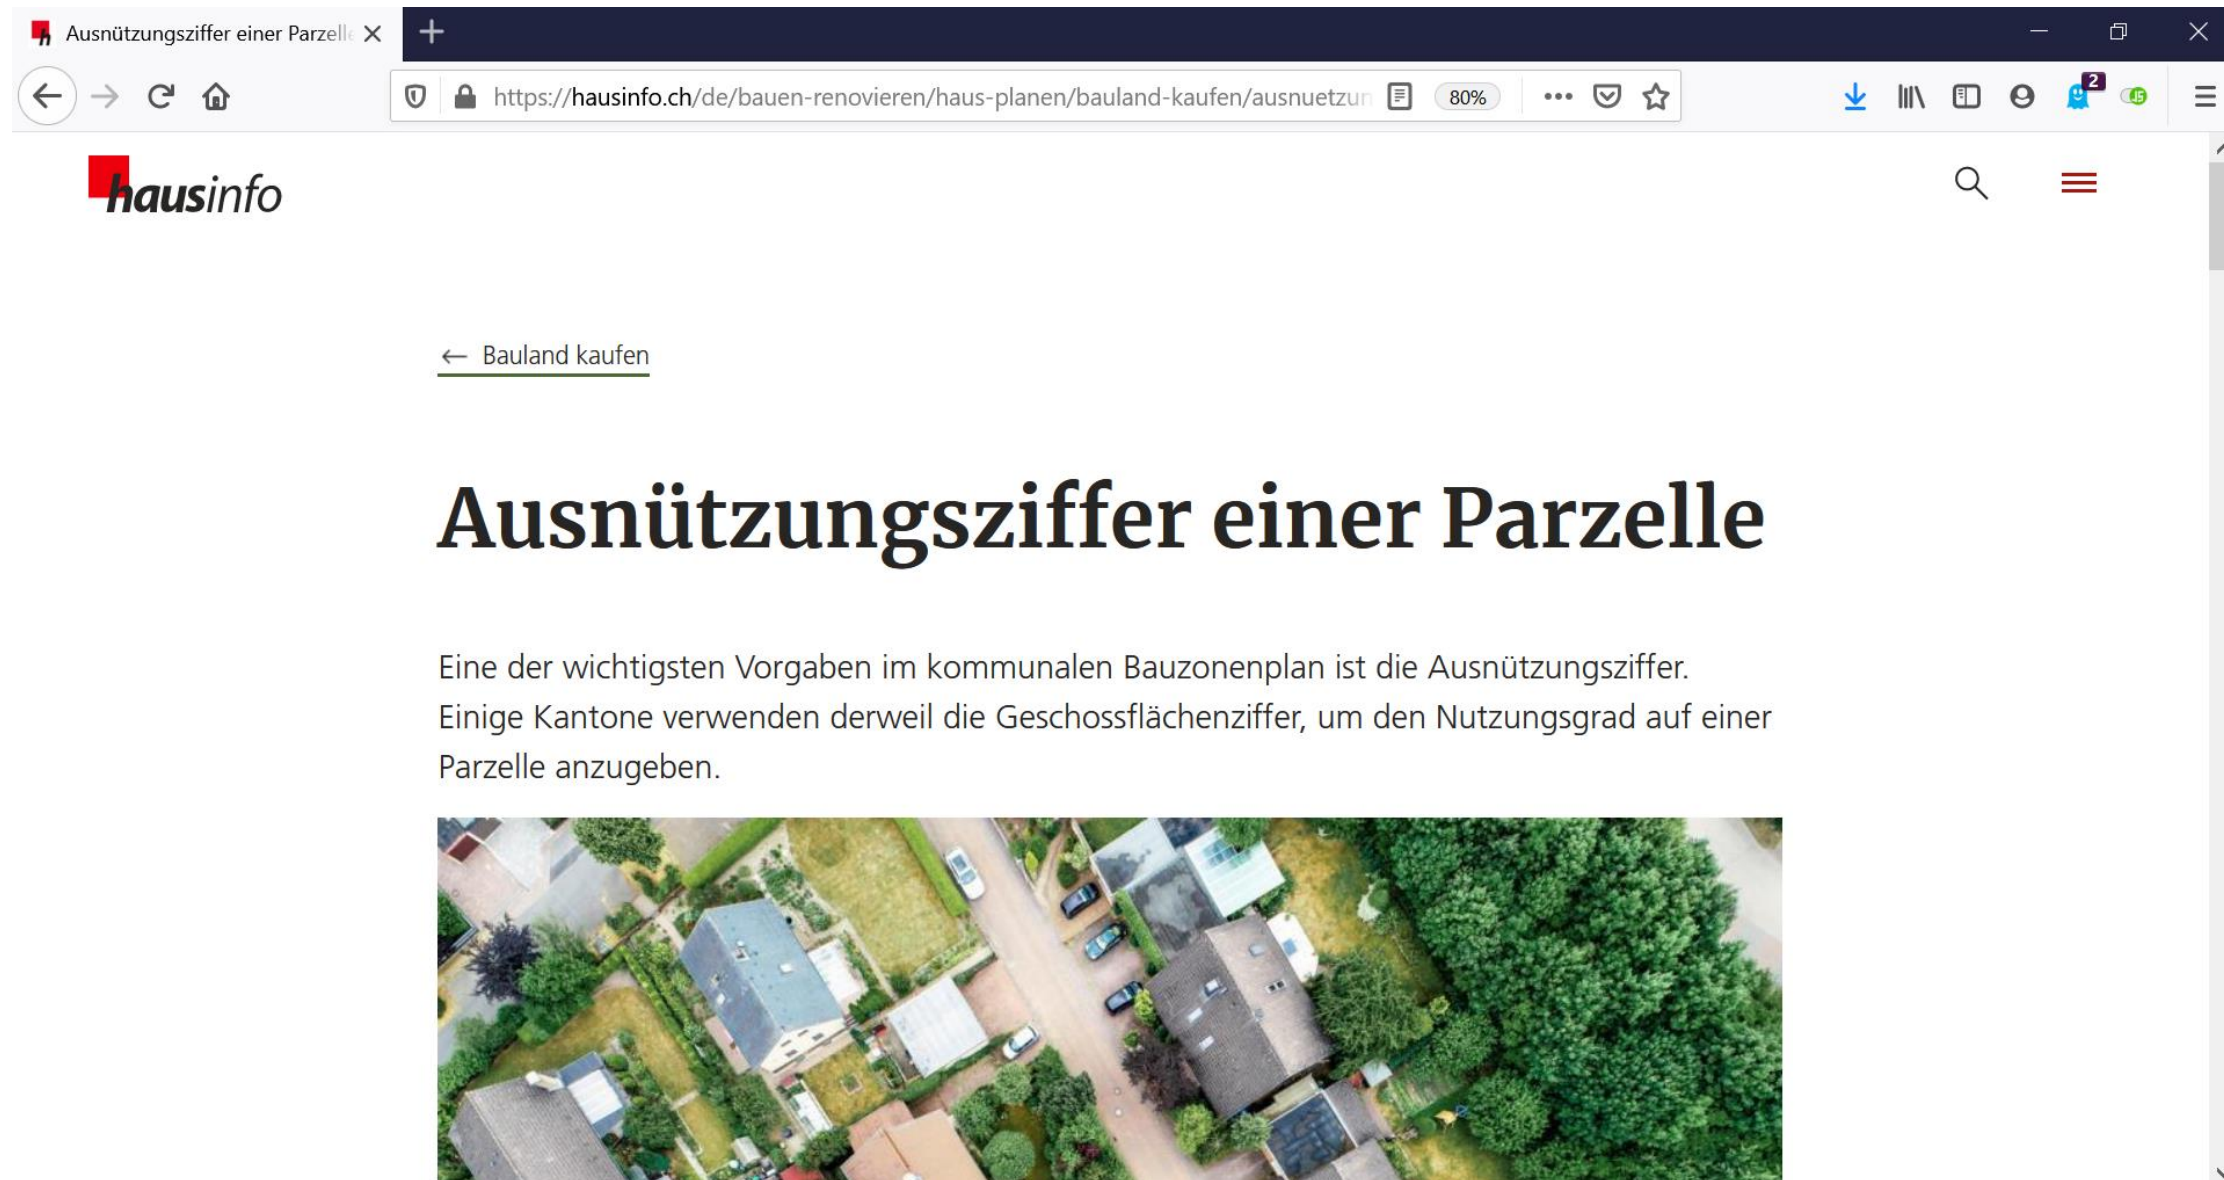 Ausnützungsziffer einer Parzelle
https://hausinfo.ch/de/bauen-renovieren/haus-planen/bauland-kaufen/ausnuetzun
80%
2
JS
hausinfo
← Bauland kaufen
Ausnützungsziffer einer Parzelle
Eine der wichtigsten Vorgaben im kommunalen Bauzonenplan ist die Ausnützungsziffer.
Einige Kantone verwenden derweil die Geschossflächenziffer, um den Nutzungsgrad auf einer
Parzelle anzugeben.